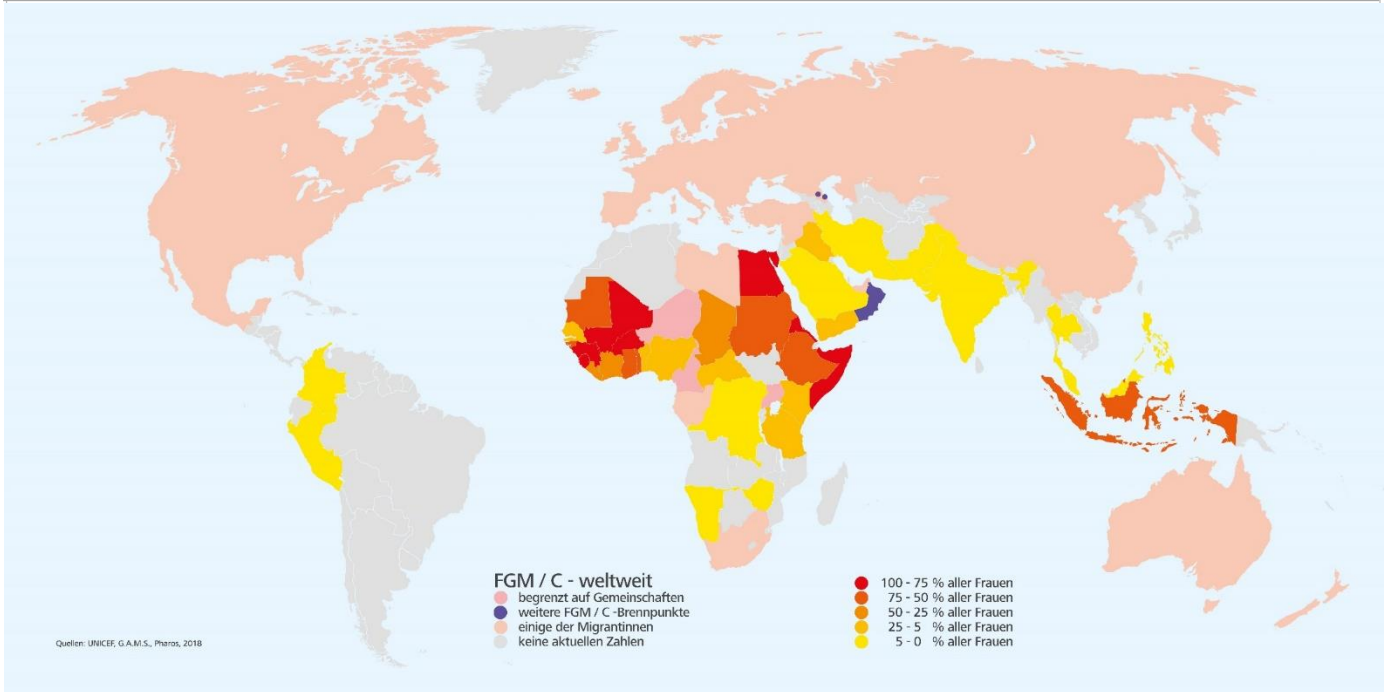 FGM / C - weltweit
begrenzt auf Gemeinschaften
weitere FGM / C -Brennpunkte
einige der Migrantinnen
keine aktuellen Zahlen
100 - 75 % aller Frauen
75 - 50 % aller Frauen
50 - 25 % aller Frauen
25 - 5 % aller Frauen
5 - 0 % aller Frauen
Quellen: UNICEF, G.A.M.S., Pharos, 2018